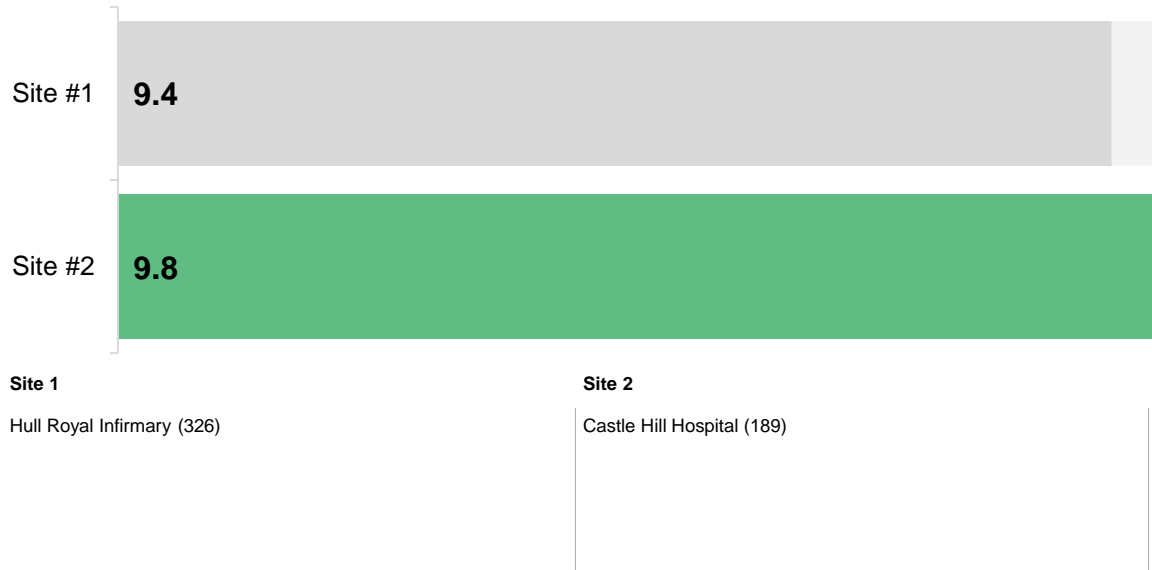 Site #1
9.4
Site #2
9.8
Site 1
Site 2
Hull Royal Infirmary (326)
Castle Hill Hospital (189)